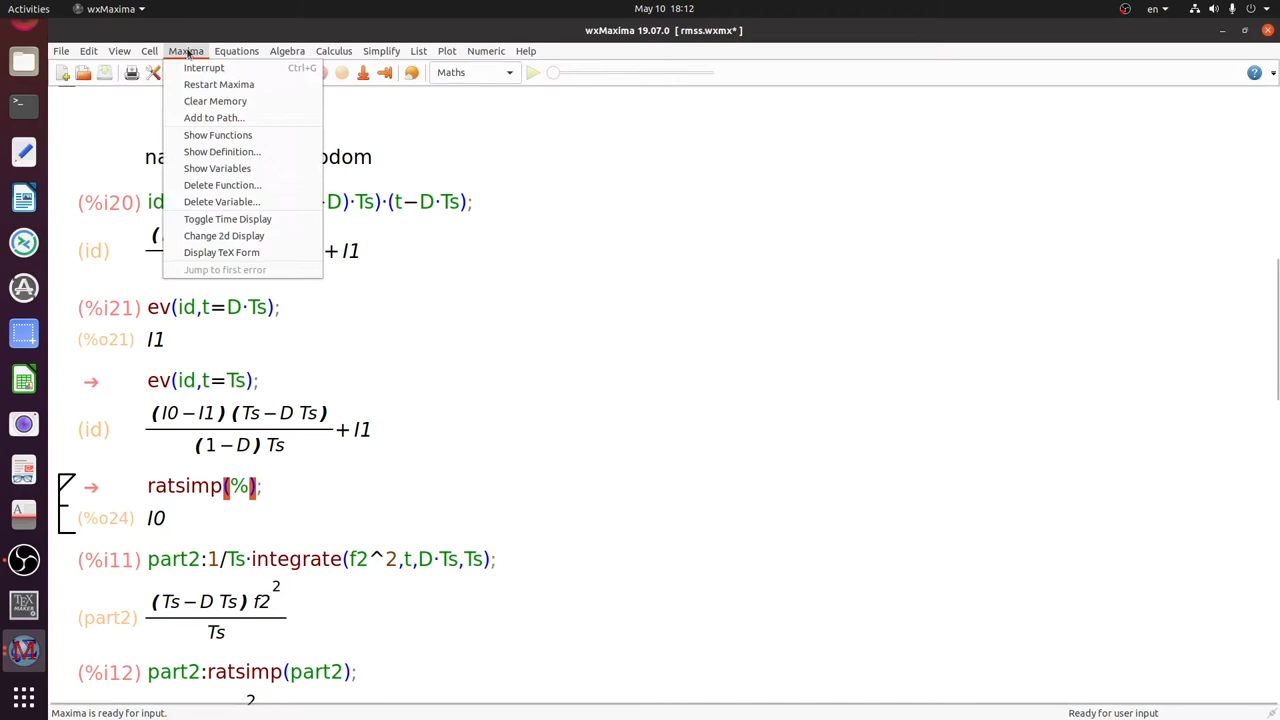 Activities wxMaxima May 10 18:12 en
wxMaxima 19.07.0 [ rmss.wxmx* ]
File Edit View Cell Maxima Equations Algebra Calculus Simplify List Plot Numeric Help
Maths
Interrupt Ctrl+G
Restart Maxima
Clear Memory
Add to Path...
Show Functions
Show Definition...
Show Variables
Delete Function...
Delete Variable...
Toggle Time Display
Change 2d Display
Display TeX Form
Jump to first error
(%i20) D)·Ts)·(t−D·Ts);
(id) + I1
(%i21) ev(id,t=D·Ts);
(%o21) I1
➔ ev(id,t=Ts);
(I0−I1) (Ts−D Ts)
(id) + I1
(1−D) Ts
➔ ratsimp(%);
(%o24) I0
(%i11) part2:1/Ts·integrate(f2^2,t,D·Ts,Ts);
(Ts−D Ts) f2²
(part2)
Ts
(%i12) part2:ratsimp(part2);
2
Maxima is ready for input. Ready for user input